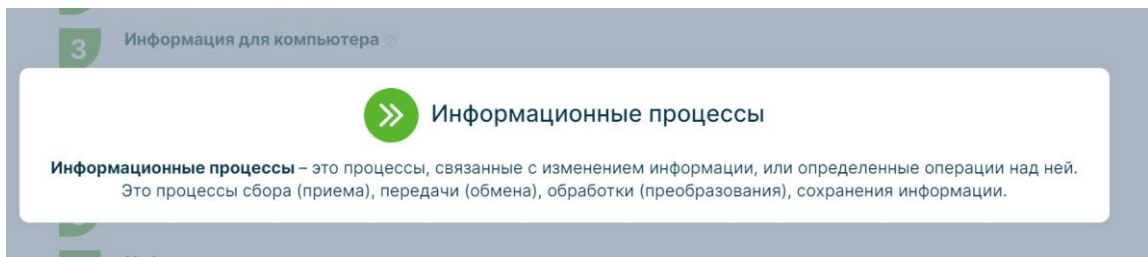 3
Информация для компьютера
Информационные процессы
Информационные процессы – это процессы, связанные с изменением информации, или определенные операции над ней.
Это процессы сбора (приема), передачи (обмена), обработки (преобразования), сохранения информации.